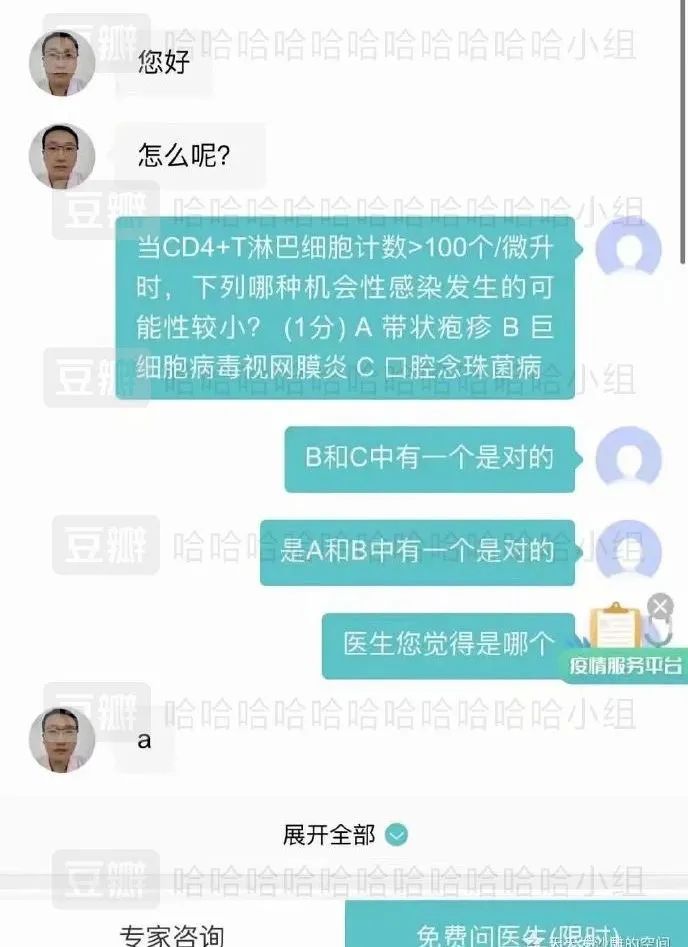 豆瓣 哈哈哈哈哈哈哈哈哈哈哈小组
您好
怎么呢?
豆瓣 哈哈哈哈哈哈哈哈哈哈哈小组
当CD4+T淋巴细胞计数>100个/微升
时，下列哪种机会性感染发生的可
能性较小？ (1分) A 带状疱疹 B 巨
细胞病毒视网膜炎 C 口腔念珠菌病
豆瓣 哈哈哈哈哈哈哈哈哈哈哈小组
B和C中有一个是对的
豆瓣 哈哈哈哈哈哈哈哈哈哈哈小组
是A和B中有一个是对的
医生您觉得是哪个
疫情服务平台
豆瓣 哈哈哈哈哈哈哈哈哈哈哈小组
a
展开全部
豆瓣 哈哈哈哈哈哈哈哈哈哈哈小组
专家咨询
免费问医生(限时)